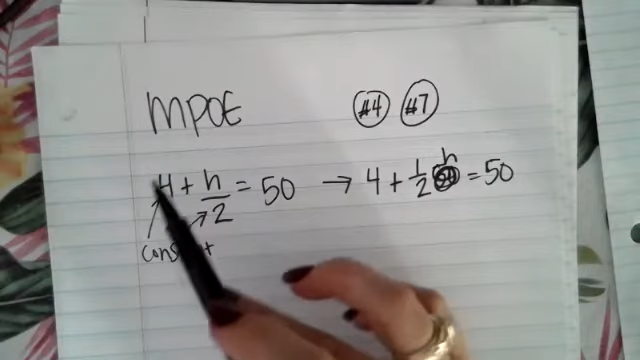 MPOE #4 #7
4 + h/2 = 50 → 4 + 1/2 h = 50